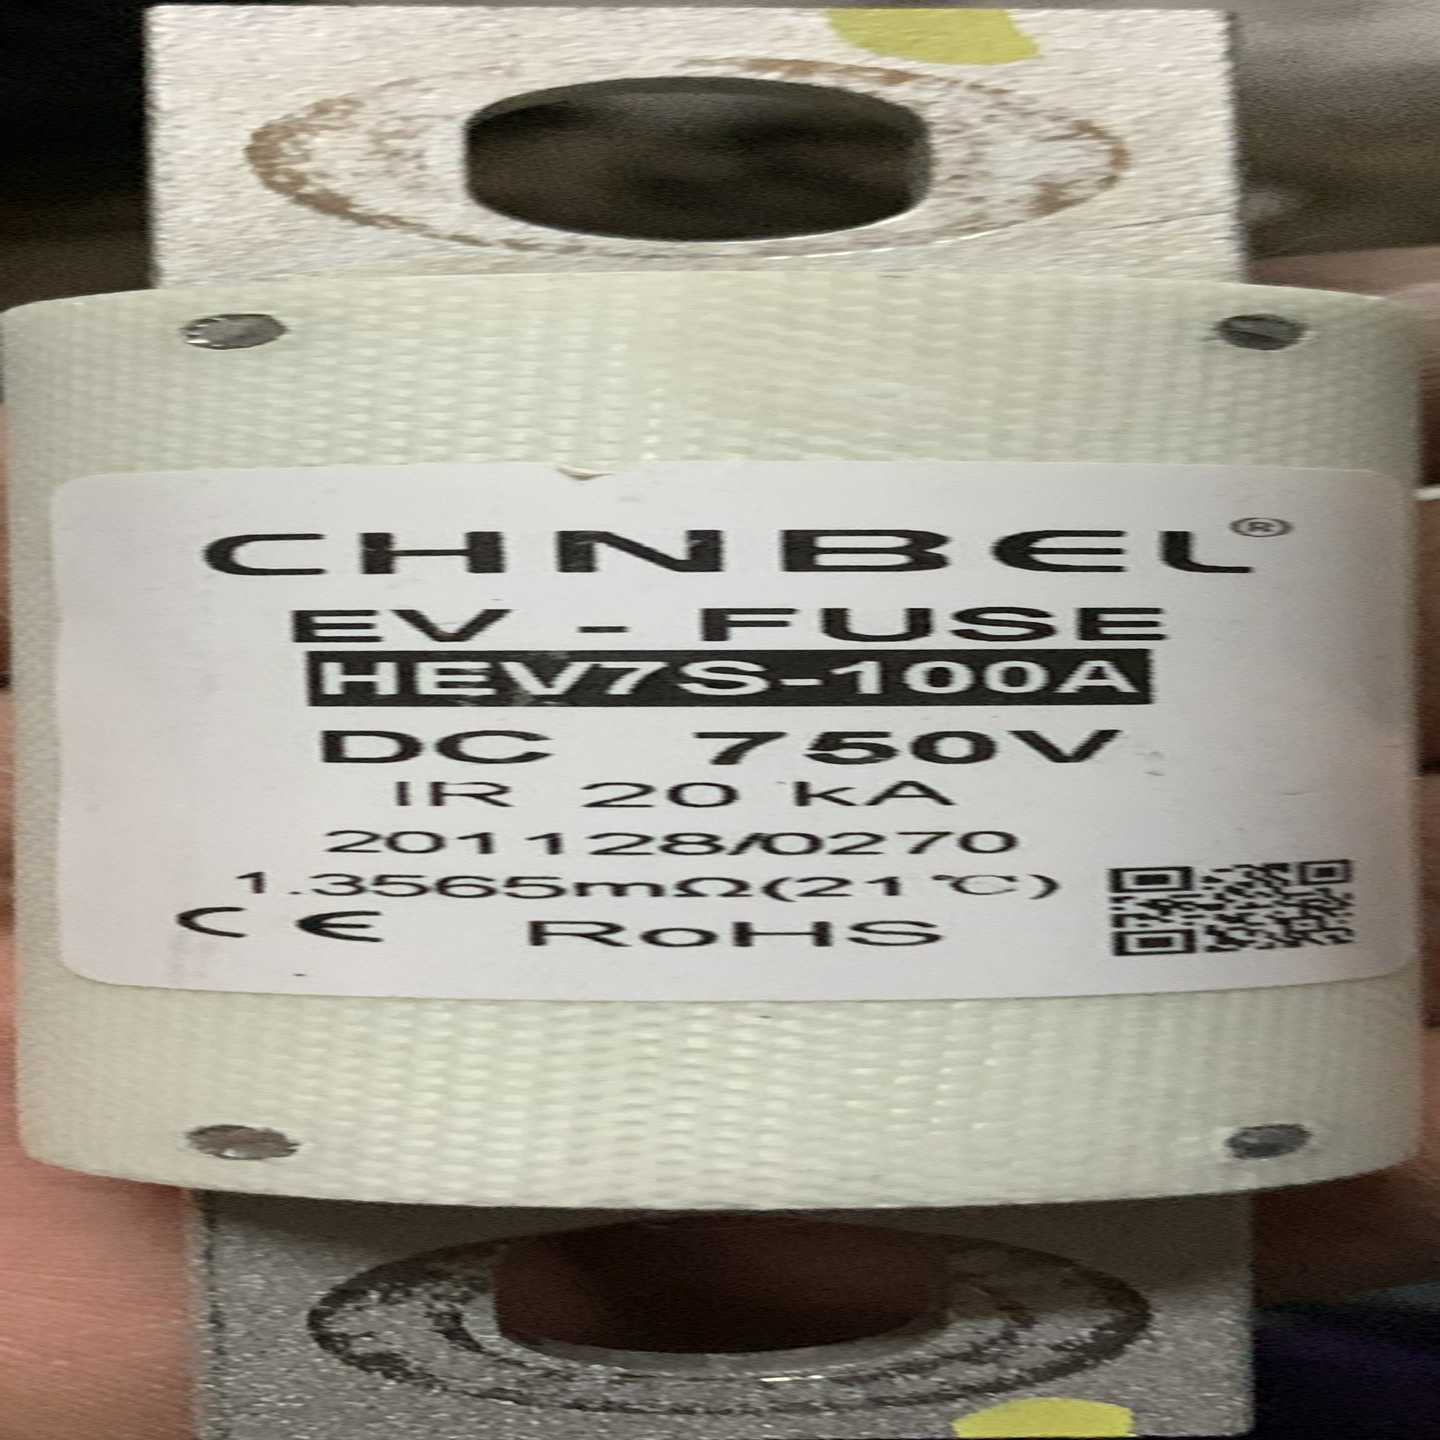 CHNBEL®
EV - FUSE
HEV7S-100A
DC 750V
IR 20 kA
201128/0270
1.3565mΩ(21℃)
CE RoHS